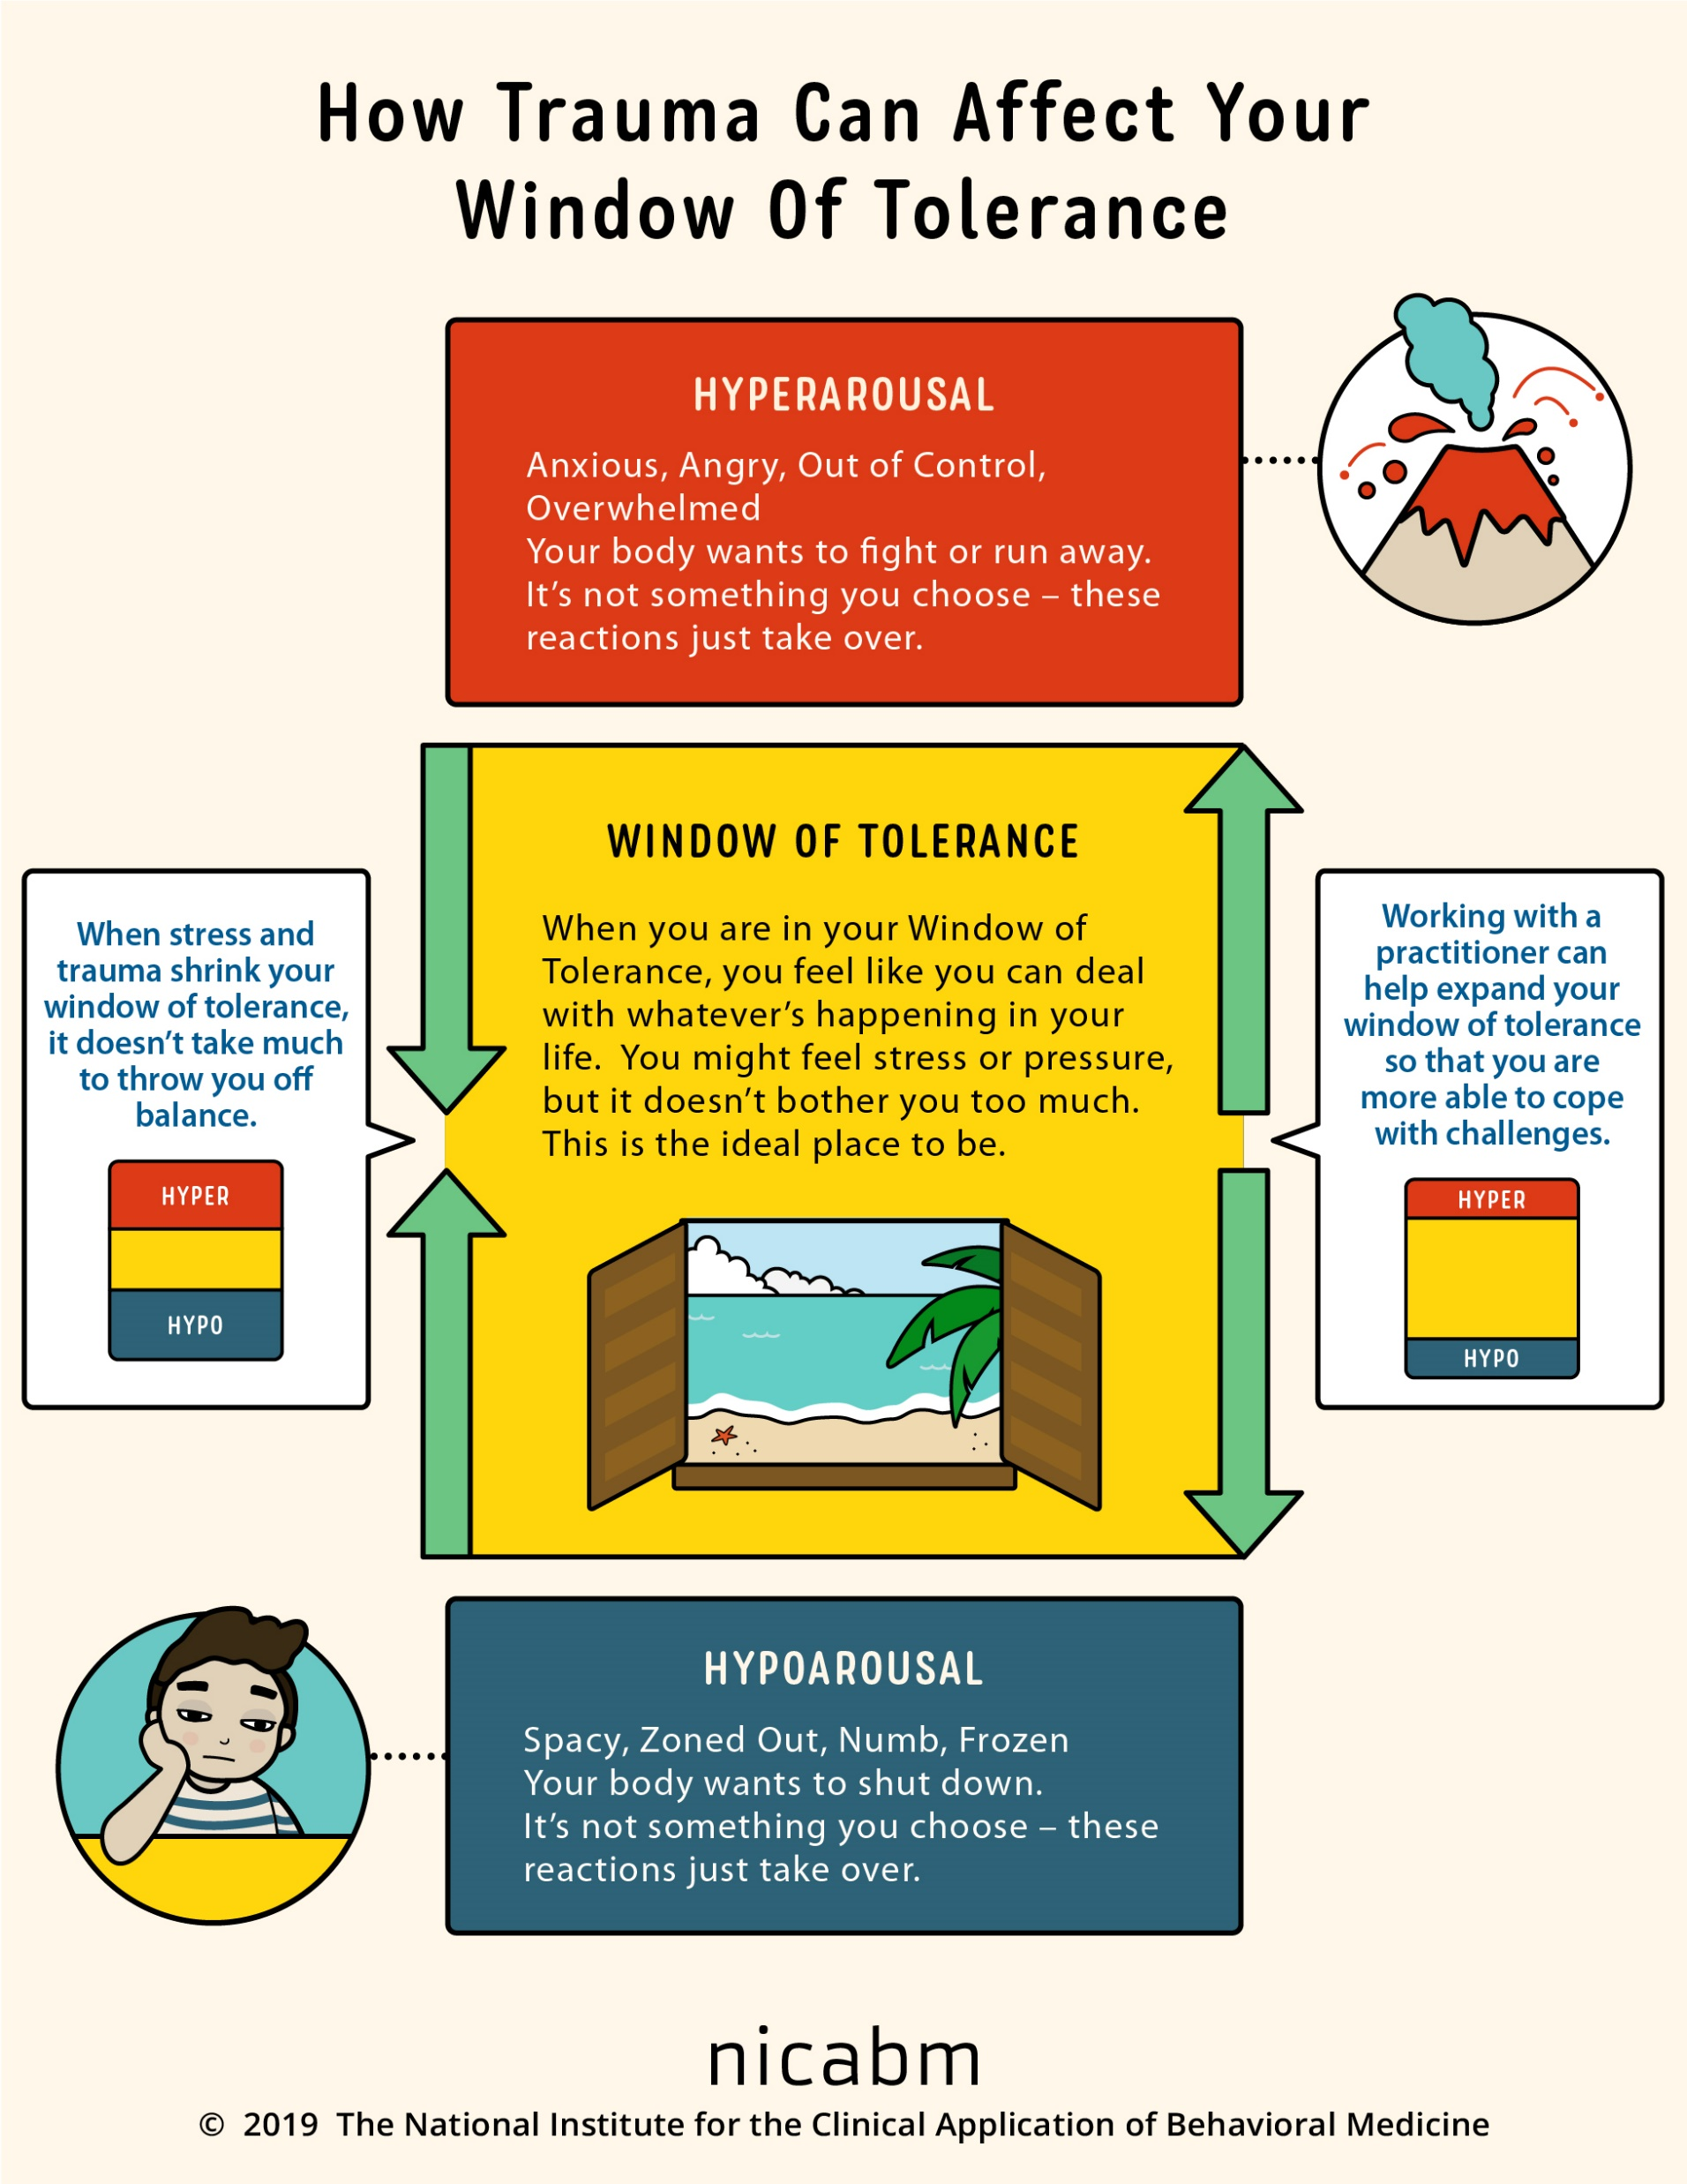 How Trauma Can Affect Your
Window Of Tolerance
HYPERAROUSAL
Anxious, Angry, Out of Control,
Overwhelmed
Your body wants to fight or run away.
It’s not something you choose – these
reactions just take over.
WINDOW OF TOLERANCE
When you are in your Window of
Tolerance, you feel like you can deal
with whatever’s happening in your
life.  You might feel stress or pressure,
but it doesn’t bother you too much.
This is the ideal place to be.
When stress and
trauma shrink your
window of tolerance,
it doesn’t take much
to throw you off
balance.
HYPER
HYPO
Working with a
practitioner can
help expand your
window of tolerance
so that you are
more able to cope
with challenges.
HYPER
HYPO
HYPOAROUSAL
Spacy, Zoned Out, Numb, Frozen
Your body wants to shut down.
It’s not something you choose – these
reactions just take over.
nicabm
© 2019 The National Institute for the Clinical Application of Behavioral Medicine